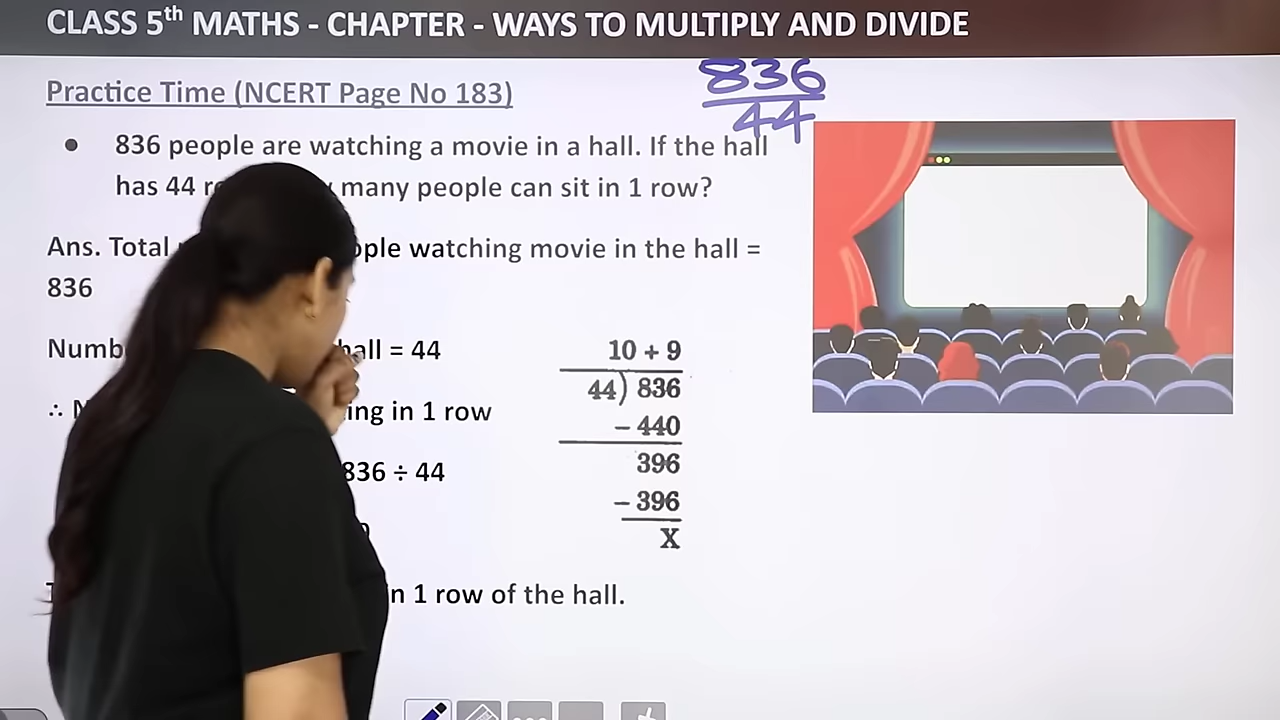 CLASS 5th MATHS - CHAPTER - WAYS TO MULTIPLY AND DIVIDE
836
44
Practice Time (NCERT Page No 183)
• 836 people are watching a movie in a hall. If the hall
has 44 many people can sit in 1 row?
Ans. Total watching movie in the hall =
836
hall = 44
∴ in 1 row
836 ÷ 44
1 row of the hall.
10 + 9
44) 836
– 440
396
– 396
X